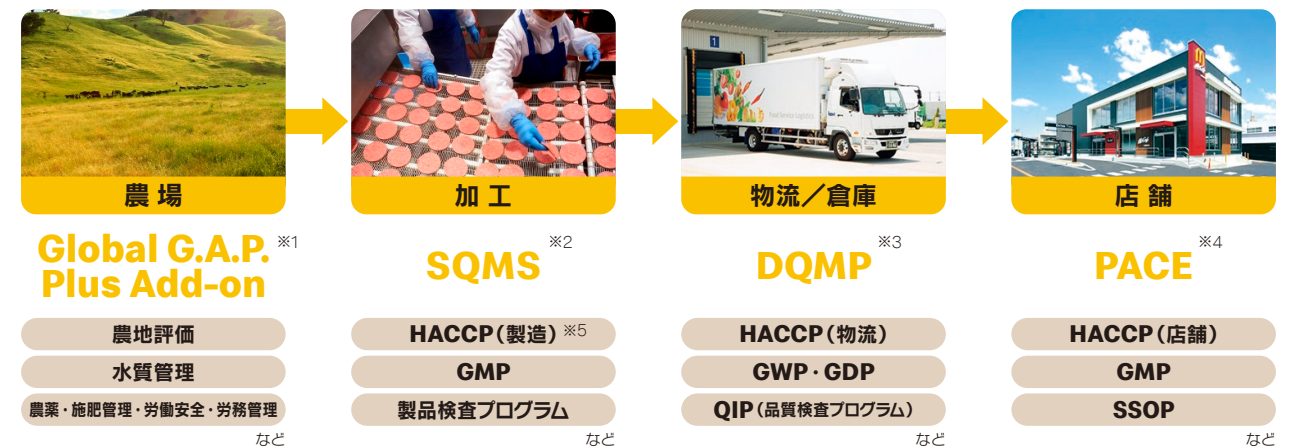 農場
Global G.A.P. ※1
Plus Add-on
農地評価
水質管理
農薬・施肥管理・労働安全・労務管理
など
加工
SQMS ※2
HACCP（製造）※5
GMP
製品検査プログラム
など
1
物流／倉庫
DQMP ※3
HACCP（物流）
GWP・GDP
QIP（品質検査プログラム）
など
店舗
PACE ※4
HACCP（店舗）
GMP
SSOP
など